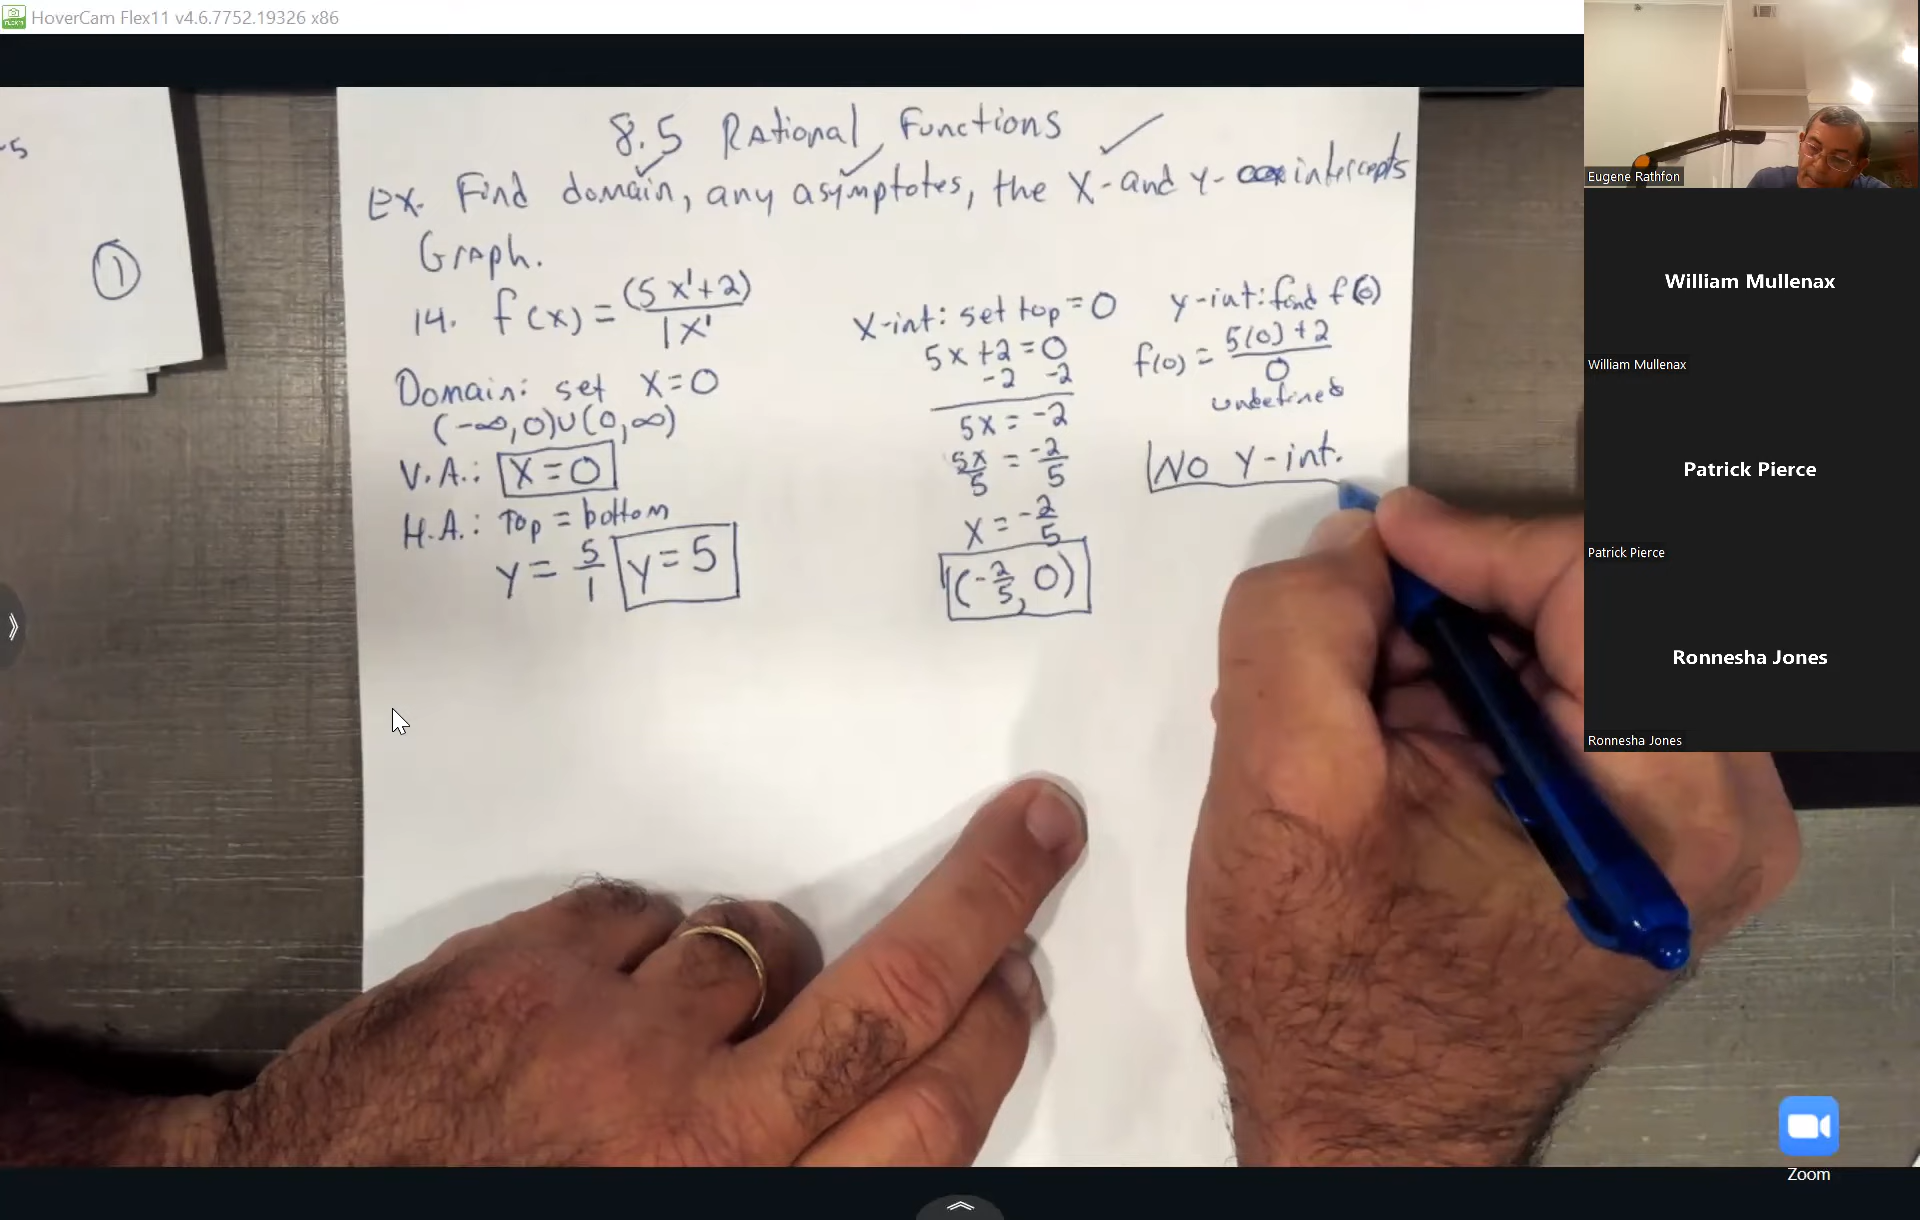 HoverCam Flex11 v4.6.7752.19326 x86
-5
①
8.5 Rational Functions
Ex. Find domain, any asymptotes, the x-and y- intercepts
Graph.
14. f(x) = (5x¹+2)/1x¹
Domain: set x=0
(-∞,0)∪(0,∞)
V.A.: x=0
H.A.: Top = bottom
y = 5/1 y=5
x-int: set top=0
5x+2=0
-2 -2
5x = -2
5x/5 = -2/5
x = -2/5
(-2/5, 0)
y-int: find f(0)
f(0) = 5(0)+2/0
undefined
No y-int.
Eugene Rathfon
William Mullenax
William Mullenax
Patrick Pierce
Patrick Pierce
Ronnesha Jones
Ronnesha Jones
Zoom